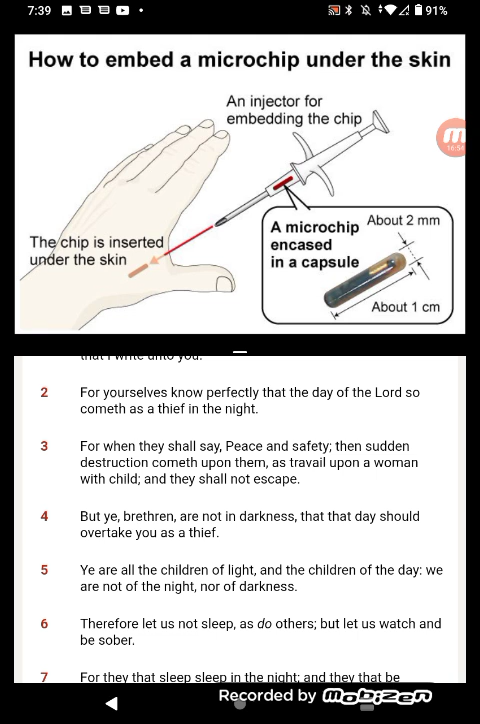 7:39
91%
How to embed a microchip under the skin
An injector for
embedding the chip
m
16:54
The chip is inserted
under the skin
A microchip
encased
in a capsule
About 2 mm
About 1 cm
that I write unto you.
2 For yourselves know perfectly that the day of the Lord so
cometh as a thief in the night.
3 For when they shall say, Peace and safety; then sudden
destruction cometh upon them, as travail upon a woman
with child; and they shall not escape.
4 But ye, brethren, are not in darkness, that that day should
overtake you as a thief.
5 Ye are all the children of light, and the children of the day: we
are not of the night, nor of darkness.
6 Therefore let us not sleep, as do others; but let us watch and
be sober.
7 For they that sleep sleep in the night; and they that be
Recorded by Mobizen